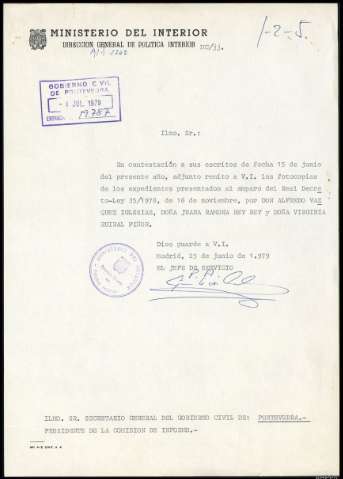 MINISTERIO DEL INTERIOR
DIRECCION GENERAL DE POLITICA INTERIOR
1-2-5.
GOBIERNO CIVIL
DE PONTEVEDRA
- 4 JUL. 1979
19787
Ilmo. Sr.:
En contestación a sus escritos de fecha 15 de junio
del presente año, adjunto remito a V.I. las fotocopias
de los expedientes presentados al amparo del Real Decre
to-Ley 35/1978, de 16 de noviembre, por DON ALFONSO VAZ
QUEZ IGLESIAS, DOÑA JUANA RAMONA REY REY y DOÑA VIRGINIA
PIÑON.
Dios guarde a V.I.
Madrid, 25 de junio de 1.979
EL JEFE DE SERVICIO
ILMO. SR. SECRETARIO GENERAL DEL GOBIERNO CIVIL DE: PONTEVEDRA.-
PRESIDENTE DE LA COMISION DE INFORME.-